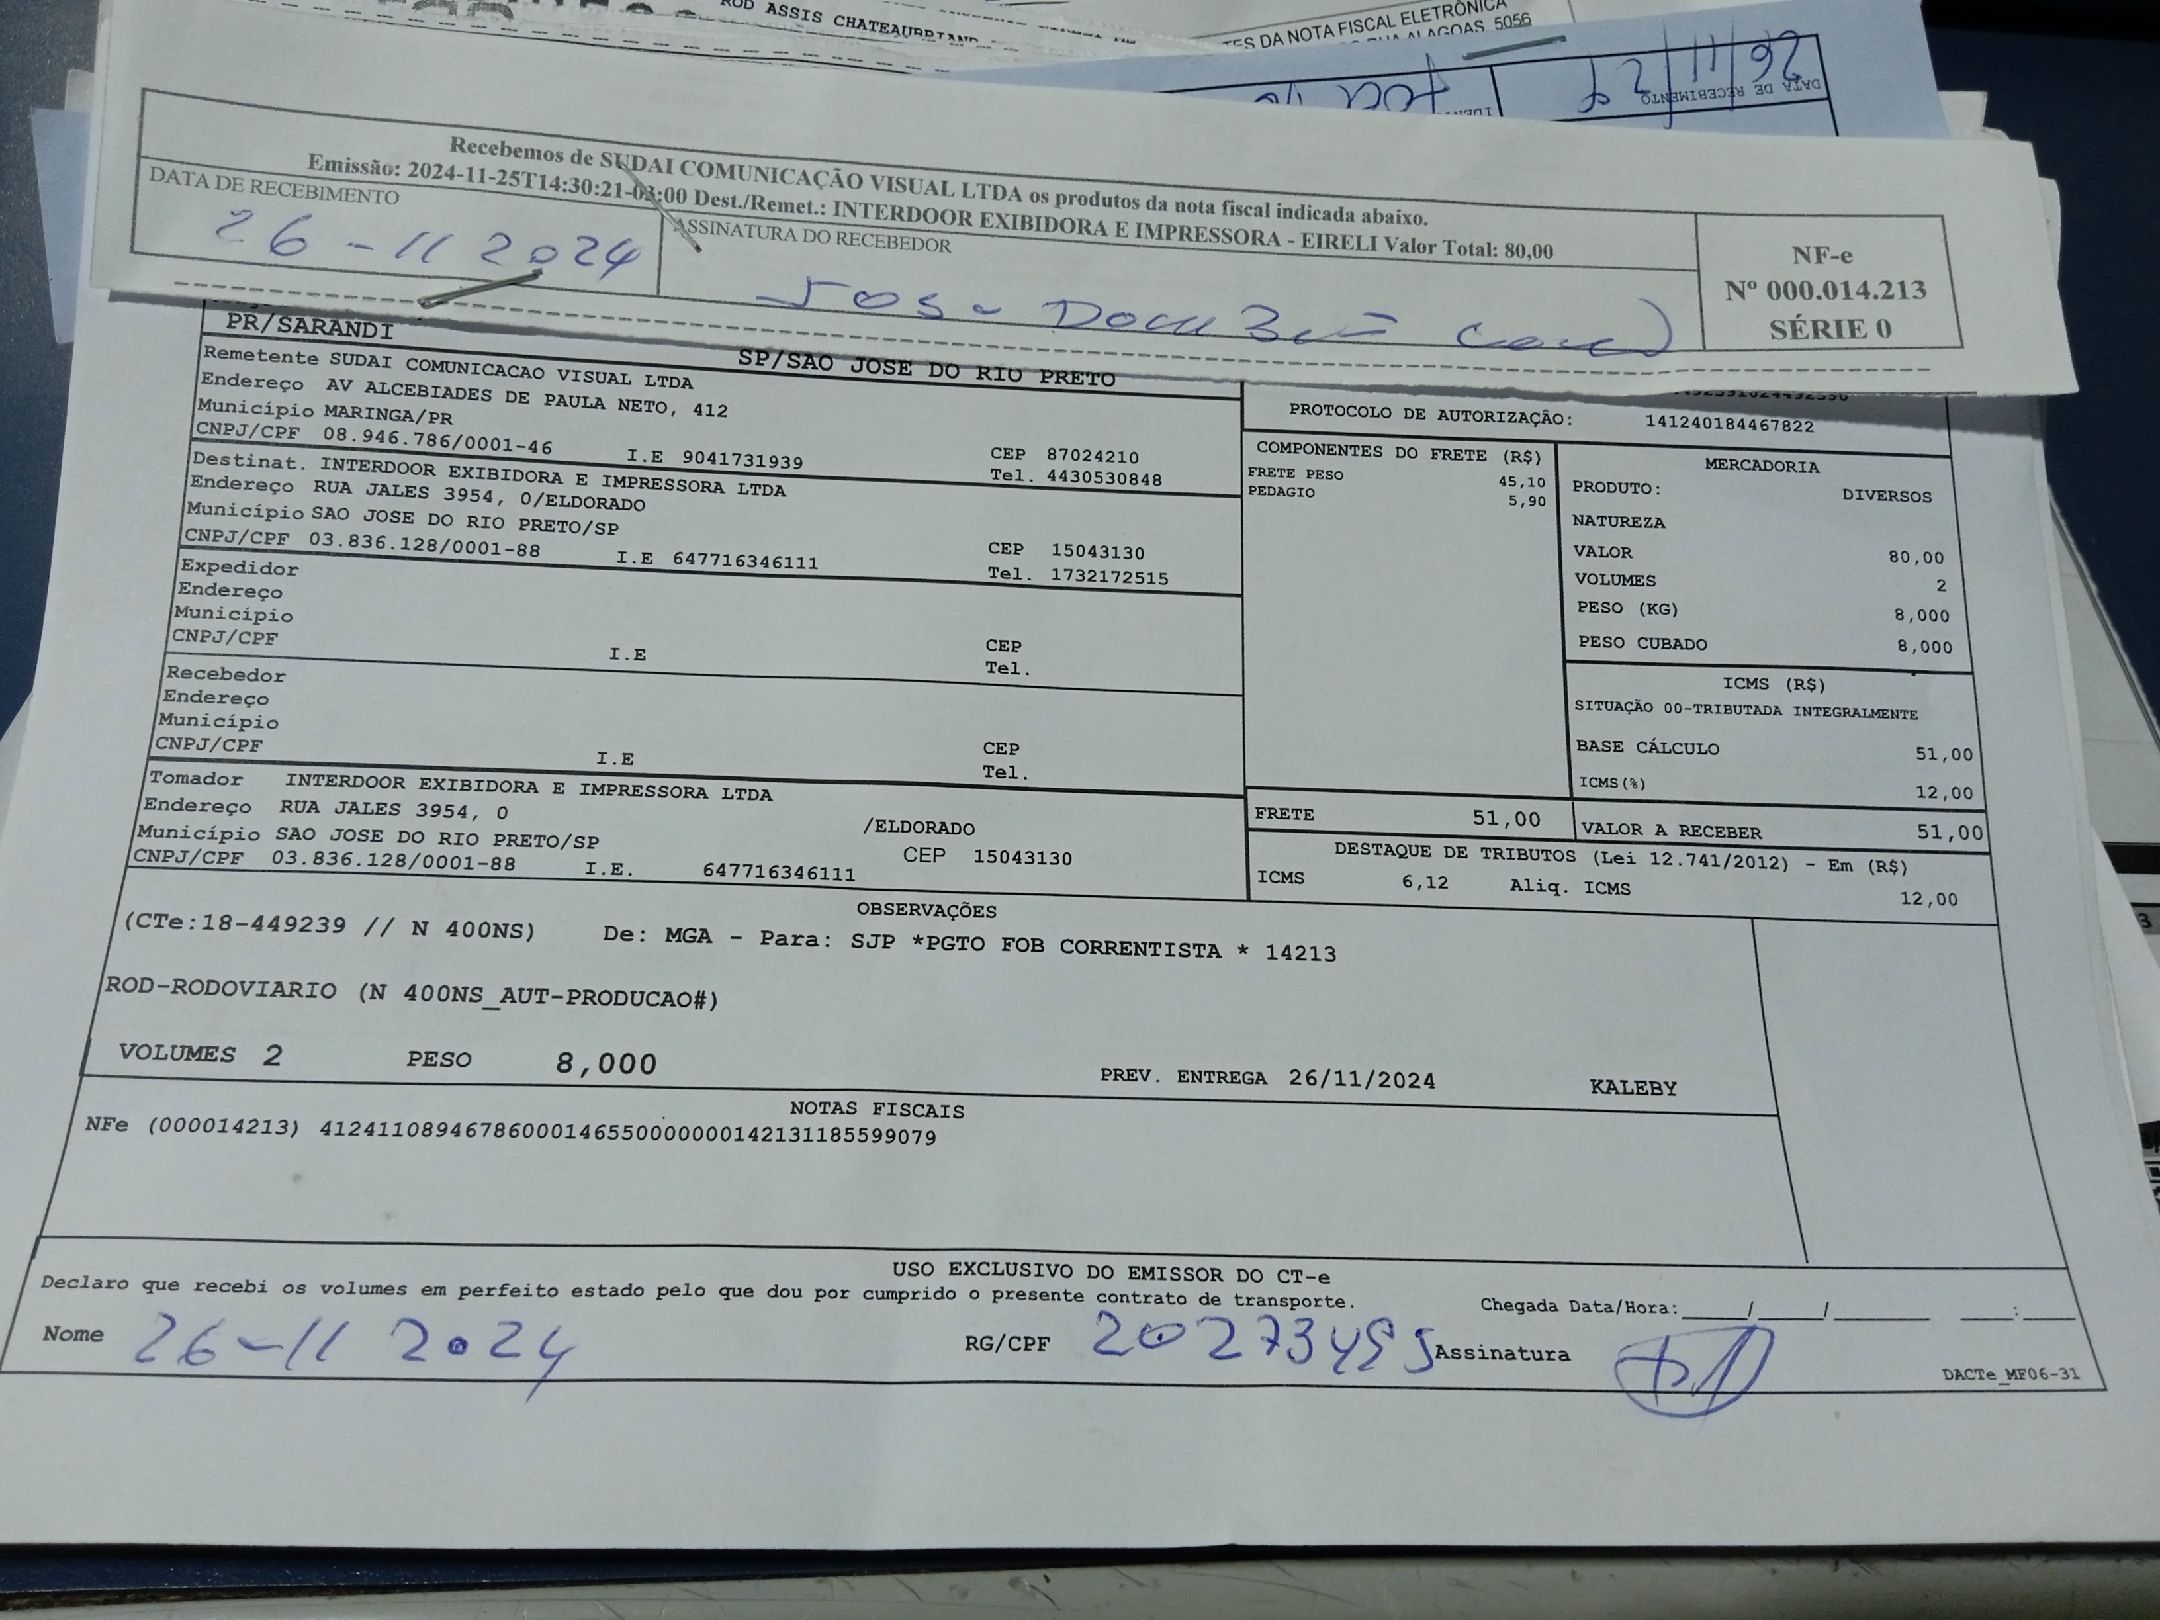 ROD ASSIS CHATEAUBRIAND
DA NOTA FISCAL ELETRÔNICA
ALAGOAS, 5056
DATA DE RECEBIMENTO
26/11/24
Recebemos de SUDAI COMUNICAÇÃO VISUAL LTDA os produtos da nota fiscal indicada abaixo.
Emissão: 2024-11-25T14:30:21-03:00 Dest./Remet.: INTERDOOR EXIBIDORA E IMPRESSORA - EIRELI Valor Total: 80,00
DATA DE RECEBIMENTO
26-11 2024
ASSINATURA DO RECEBEDOR
NF-e
Nº 000.014.213
SÉRIE 0
PR/SARANDI
SP/SAO JOSE DO RIO PRETO
Remetente SUDAI COMUNICACAO VISUAL LTDA
Endereço AV ALCEBIADES DE PAULA NETO, 412
Município MARINGA/PR
CEP 87024210
CNPJ/CPF 08.946.786/0001-46 I.E 9041731939 Tel. 4430530848
Destinat. INTERDOOR EXIBIDORA E IMPRESSORA LTDA
Endereço RUA JALES 3954, 0/ELDORADO
Município SAO JOSE DO RIO PRETO/SP
CEP 15043130
CNPJ/CPF 03.836.128/0001-88 I.E 647716346111 Tel. 1732172515
Expedidor
Endereço
Município
CEP
CNPJ/CPF I.E Tel.
Recebedor
Endereço
Município
CEP
CNPJ/CPF I.E Tel.
Tomador INTERDOOR EXIBIDORA E IMPRESSORA LTDA
Endereço RUA JALES 3954, 0 /ELDORADO
Município SAO JOSE DO RIO PRETO/SP CEP 15043130
CNPJ/CPF 03.836.128/0001-88 I.E. 647716346111
PROTOCOLO DE AUTORIZAÇÃO: 141240184467822
COMPONENTES DO FRETE (R$)
FRETE PESO 45,10
PEDAGIO 5,90
MERCADORIA
PRODUTO: DIVERSOS
NATUREZA
VALOR 80,00
VOLUMES 2
PESO (KG) 8,000
PESO CUBADO 8,000
ICMS (R$)
SITUAÇÃO 00-TRIBUTADA INTEGRALMENTE
BASE CÁLCULO 51,00
ICMS(%) 12,00
FRETE 51,00 VALOR A RECEBER 51,00
DESTAQUE DE TRIBUTOS (Lei 12.741/2012) - Em (R$)
ICMS 6,12 Aliq. ICMS 12,00
OBSERVAÇÕES
(CTe:18-449239 // N 400NS) De: MGA - Para: SJP *PGTO FOB CORRENTISTA * 14213
ROD-RODOVIARIO (N 400NS_AUT-PRODUCAO#)
VOLUMES 2 PESO 8,000 PREV. ENTREGA 26/11/2024 KALEBY
NOTAS FISCAIS
NFe (000014213) 41241108946786000146550000000142131185599079
USO EXCLUSIVO DO EMISSOR DO CT-e
Declaro que recebi os volumes em perfeito estado pelo que dou por cumprido o presente contrato de transporte. Chegada Data/Hora:____/____/______ ___:___
Nome 26-11 2024 RG/CPF Assinatura
DACTe_MF06-31